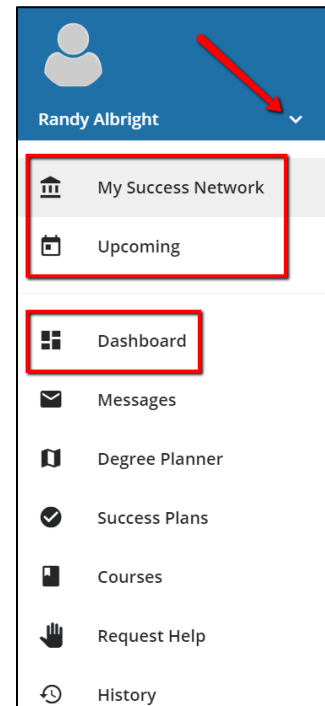 Randy Albright
My Success Network
Upcoming
Dashboard
Messages
Degree Planner
Success Plans
Courses
Request Help
History